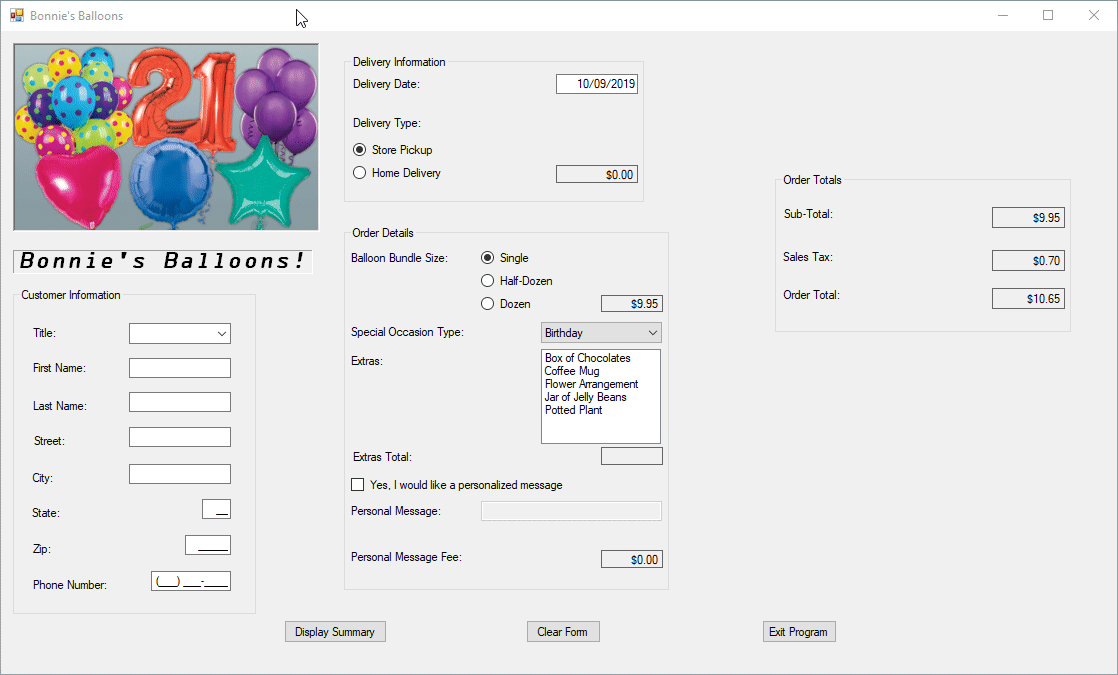 Bonnie's Balloons
21
Bonnie's Balloons!
Customer Information
Title:
First Name:
Last Name:
Street:
City:
State: __
Zip: _____
Phone Number: (___) ___-____
Delivery Information
Delivery Date: 10/09/2019
Delivery Type:
Store Pickup
Home Delivery $0.00
Order Details
Balloon Bundle Size: Single
Half-Dozen
Dozen $9.95
Special Occasion Type: Birthday
Extras: Box of Chocolates
Coffee Mug
Flower Arrangement
Jar of Jelly Beans
Potted Plant
Extras Total:
Yes, I would like a personalized message
Personal Message:
Personal Message Fee: $0.00
Order Totals
Sub-Total: $9.95
Sales Tax: $0.70
Order Total: $10.65
Display Summary
Clear Form
Exit Program